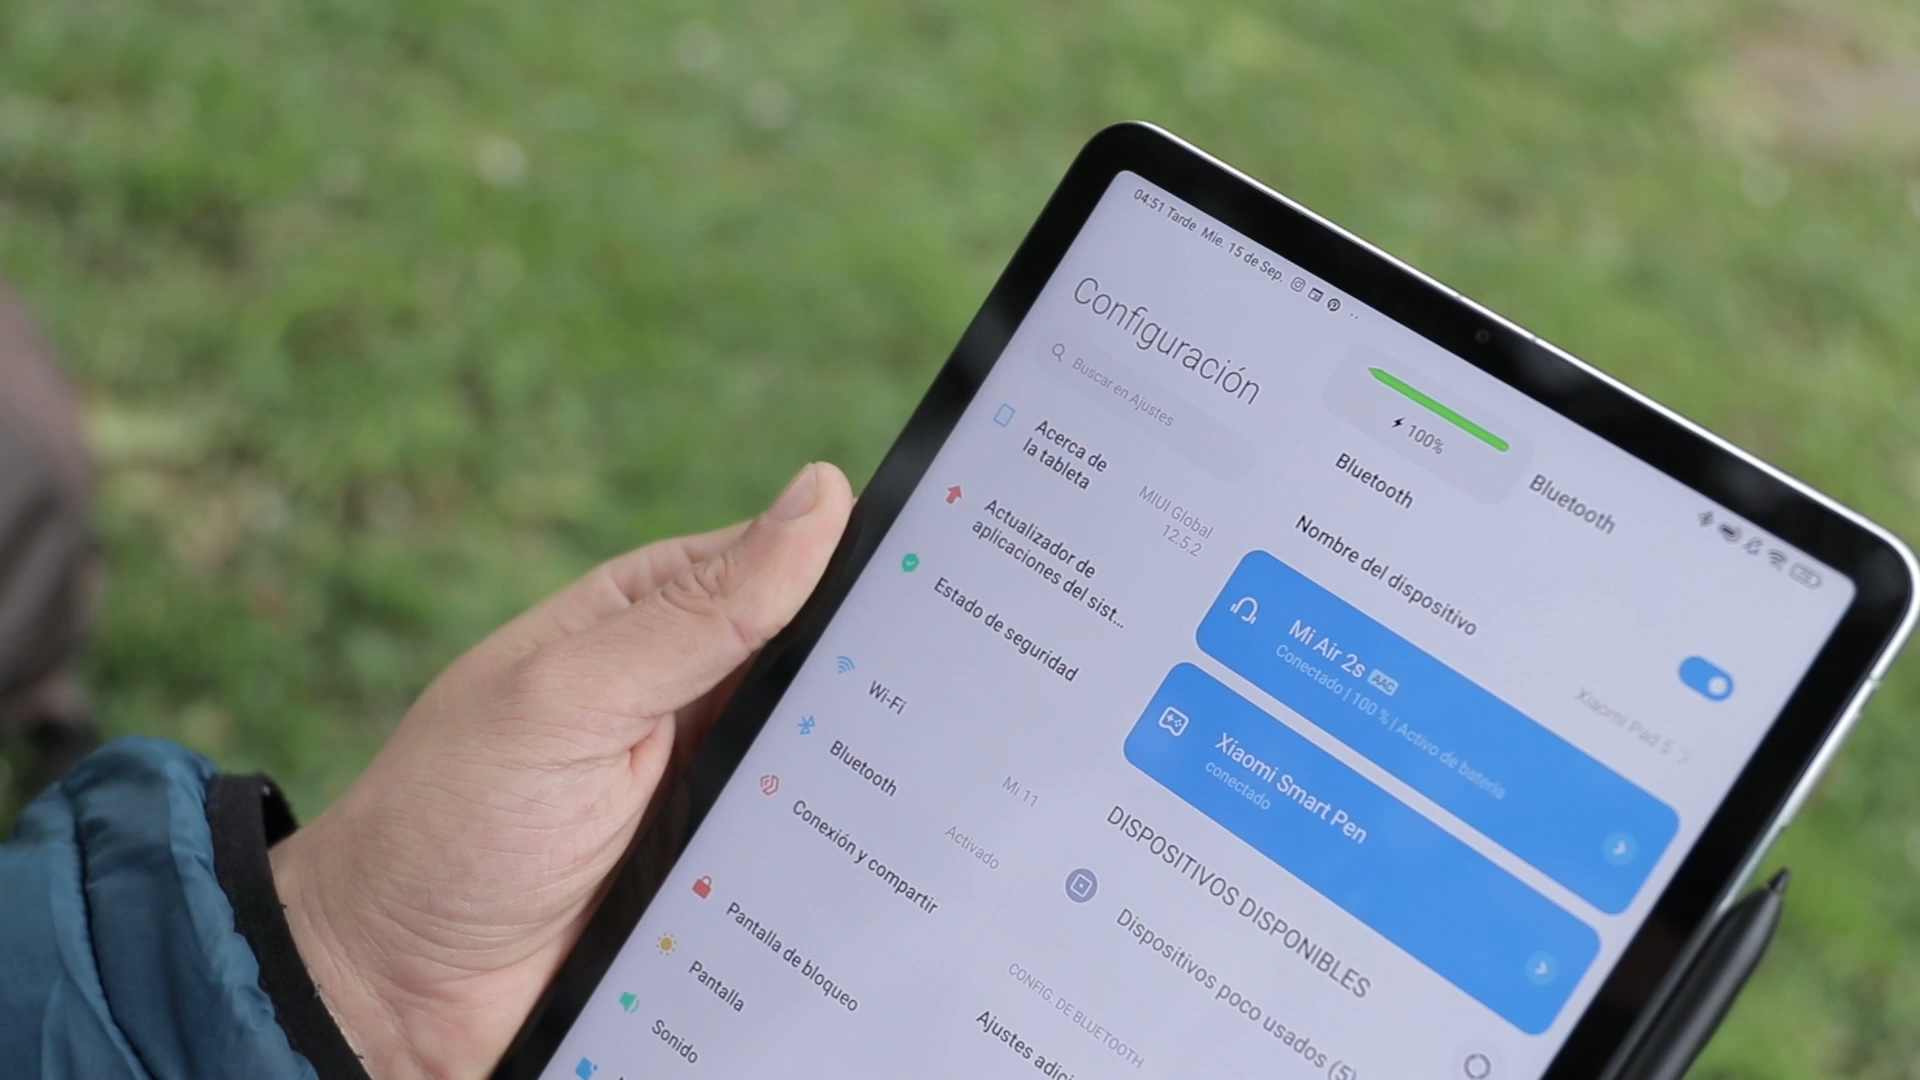 04:51 Tarde Mie. 15 de Sep.
Configuración
Buscar en Ajustes
Acerca de
la tableta
MIUI Global
12.5.2
Actualizador de
aplicaciones del sist...
Estado de seguridad
Wi-Fi
Mi 11
Bluetooth
Activado
Conexión y compartir
Pantalla de bloqueo
Pantalla
Sonido
100%
Bluetooth
Bluetooth
Nombre del dispositivo
Xiaomi Pad 5
Mi Air 2s AAC
Conectado | 100 % | Activo de batería
Xiaomi Smart Pen
conectado
DISPOSITIVOS DISPONIBLES
Dispositivos poco usados (5)
CONFIG. DE BLUETOOTH
Ajustes adici